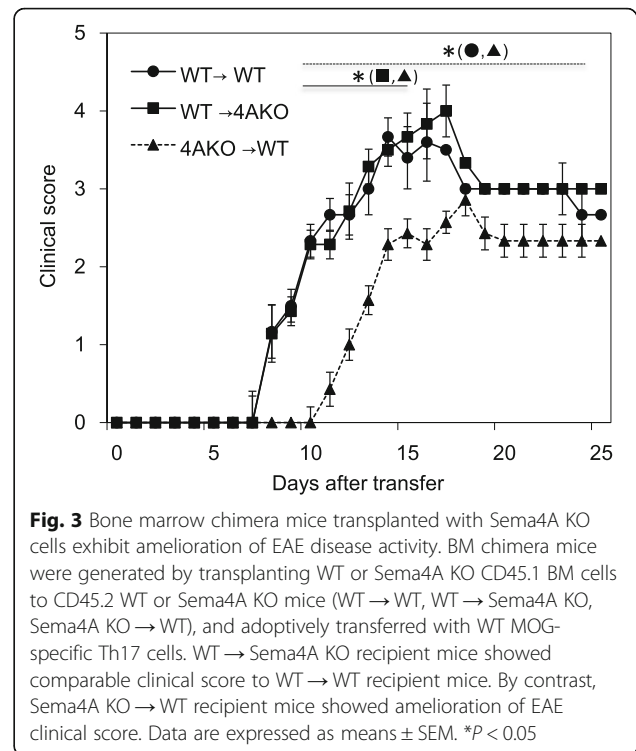 5
4
3
2
1
0
Clinical score
WT → WT
WT → 4AKO
4AKO → WT
* (●, ▲)
* (■, ▲)
0 5 10 15 20 25
Days after transfer
Fig. 3 Bone marrow chimera mice transplanted with Sema4A KO
cells exhibit amelioration of EAE disease activity. BM chimera mice
were generated by transplanting WT or Sema4A KO CD45.1 BM cells
to CD45.2 WT or Sema4A KO mice (WT → WT, WT → Sema4A KO,
Sema4A KO → WT), and adoptively transferred with WT MOG-
specific Th17 cells. WT → Sema4A KO recipient mice showed
comparable clinical score to WT → WT recipient mice. By contrast,
Sema4A KO → WT recipient mice showed amelioration of EAE
clinical score. Data are expressed as means ± SEM. *P < 0.05